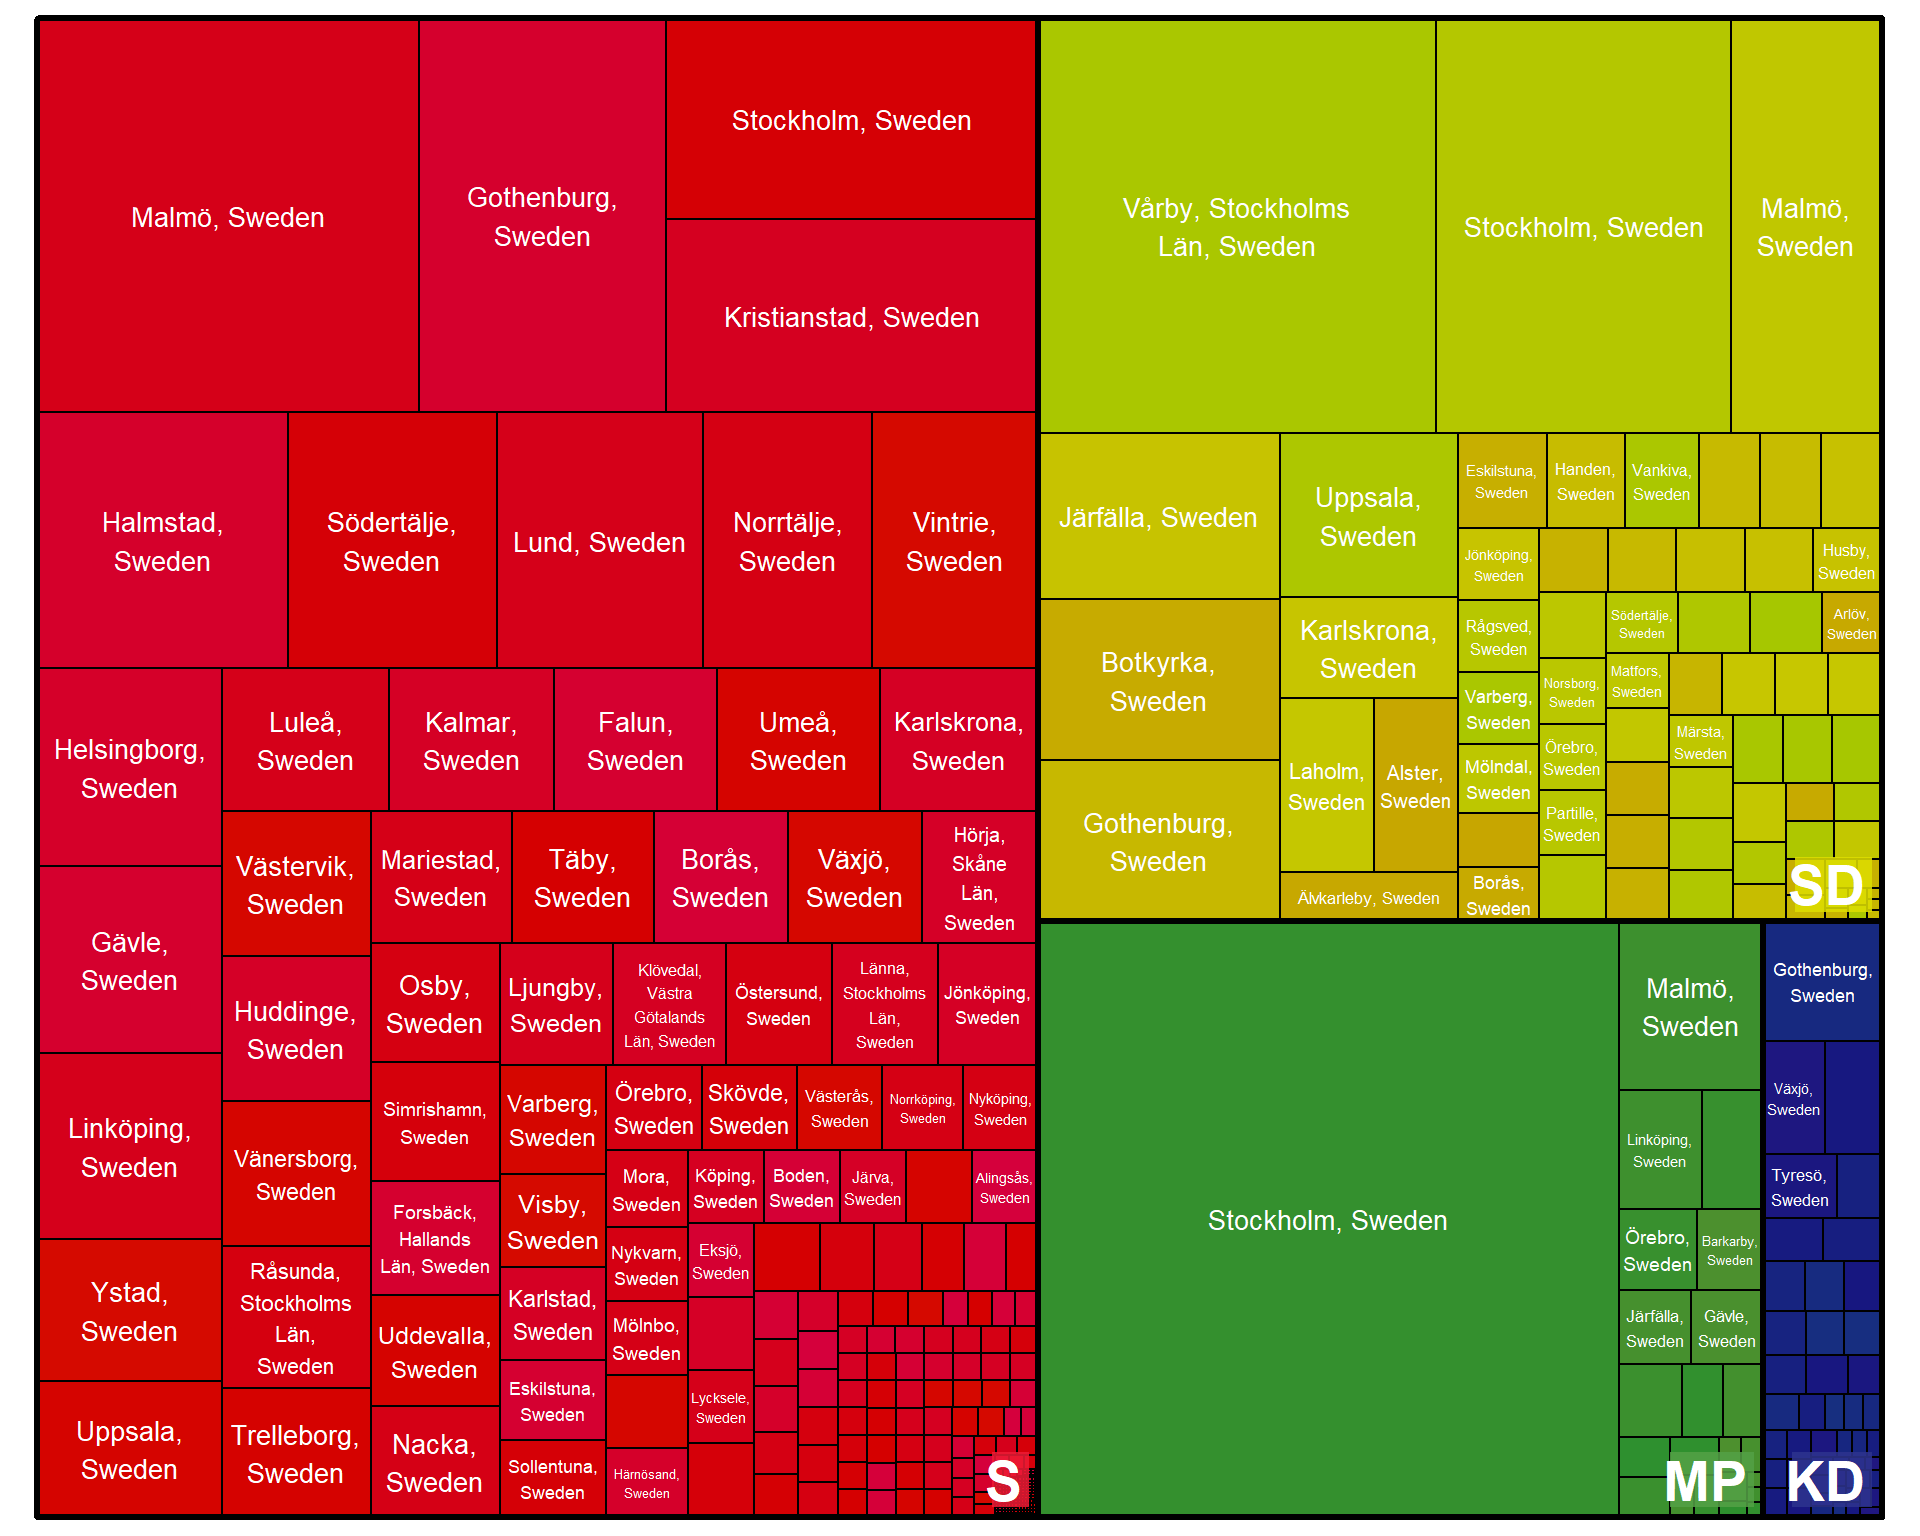 Malmö, Sweden
Gothenburg,
Sweden
Stockholm, Sweden
Kristianstad, Sweden
Halmstad,
Sweden
Södertälje,
Sweden
Lund, Sweden
Norrtälje,
Sweden
Vintrie,
Sweden
Helsingborg,
Sweden
Luleå,
Sweden
Kalmar,
Sweden
Falun,
Sweden
Umeå,
Sweden
Karlskrona,
Sweden
Gävle,
Sweden
Västervik,
Sweden
Mariestad,
Sweden
Täby,
Sweden
Borås,
Sweden
Växjö,
Sweden
Hörja,
Skåne
Län,
Sweden
Huddinge,
Sweden
Osby,
Sweden
Ljungby,
Sweden
Klövedal,
Västra
Götalands
Län, Sweden
Östersund,
Sweden
Länna,
Stockholms
Län,
Sweden
Jönköping,
Sweden
Linköping,
Sweden
Vänersborg,
Sweden
Simrishamn,
Sweden
Varberg,
Sweden
Örebro,
Sweden
Skövde,
Sweden
Västerås,
Sweden
Norrköping,
Sweden
Nyköping,
Sweden
Forsbäck,
Hallands
Län, Sweden
Visby,
Sweden
Mora,
Sweden
Köping,
Sweden
Boden,
Sweden
Järva,
Sweden
Alingsås,
Sweden
Ystad,
Sweden
Råsunda,
Stockholms
Län,
Sweden
Uddevalla,
Sweden
Karlstad,
Sweden
Nykvarn,
Sweden
Eksjö,
Sweden
Mölnbo,
Sweden
Uppsala,
Sweden
Trelleborg,
Sweden
Nacka,
Sweden
Eskilstuna,
Sweden
Lycksele,
Sweden
Sollentuna,
Sweden
Härnösand,
Sweden
S
Vårby, Stockholms
Län, Sweden
Stockholm, Sweden
Malmö,
Sweden
Järfälla, Sweden
Uppsala,
Sweden
Eskilstuna,
Sweden
Handen,
Sweden
Vankiva,
Sweden
Jönköping,
Sweden
Husby,
Sweden
Botkyrka,
Sweden
Karlskrona,
Sweden
Rågsved,
Sweden
Södertälje,
Sweden
Arlöv,
Sweden
Varberg,
Sweden
Norsborg,
Sweden
Matfors,
Sweden
Gothenburg,
Sweden
Laholm,
Sweden
Alster,
Sweden
Mölndal,
Sweden
Örebro,
Sweden
Märsta,
Sweden
Partille,
Sweden
Älvkarleby, Sweden
Borås,
Sweden
SD
Stockholm, Sweden
Malmö,
Sweden
Linköping,
Sweden
Örebro,
Sweden
Barkarby,
Sweden
Järfälla,
Sweden
Gävle,
Sweden
MP
Gothenburg,
Sweden
Växjö,
Sweden
Tyresö,
Sweden
KD